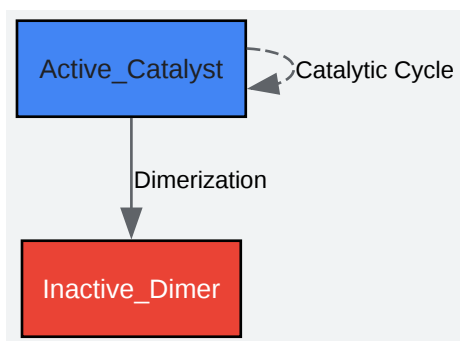 Active_Catalyst
Catalytic Cycle
Dimerization
Inactive_Dimer